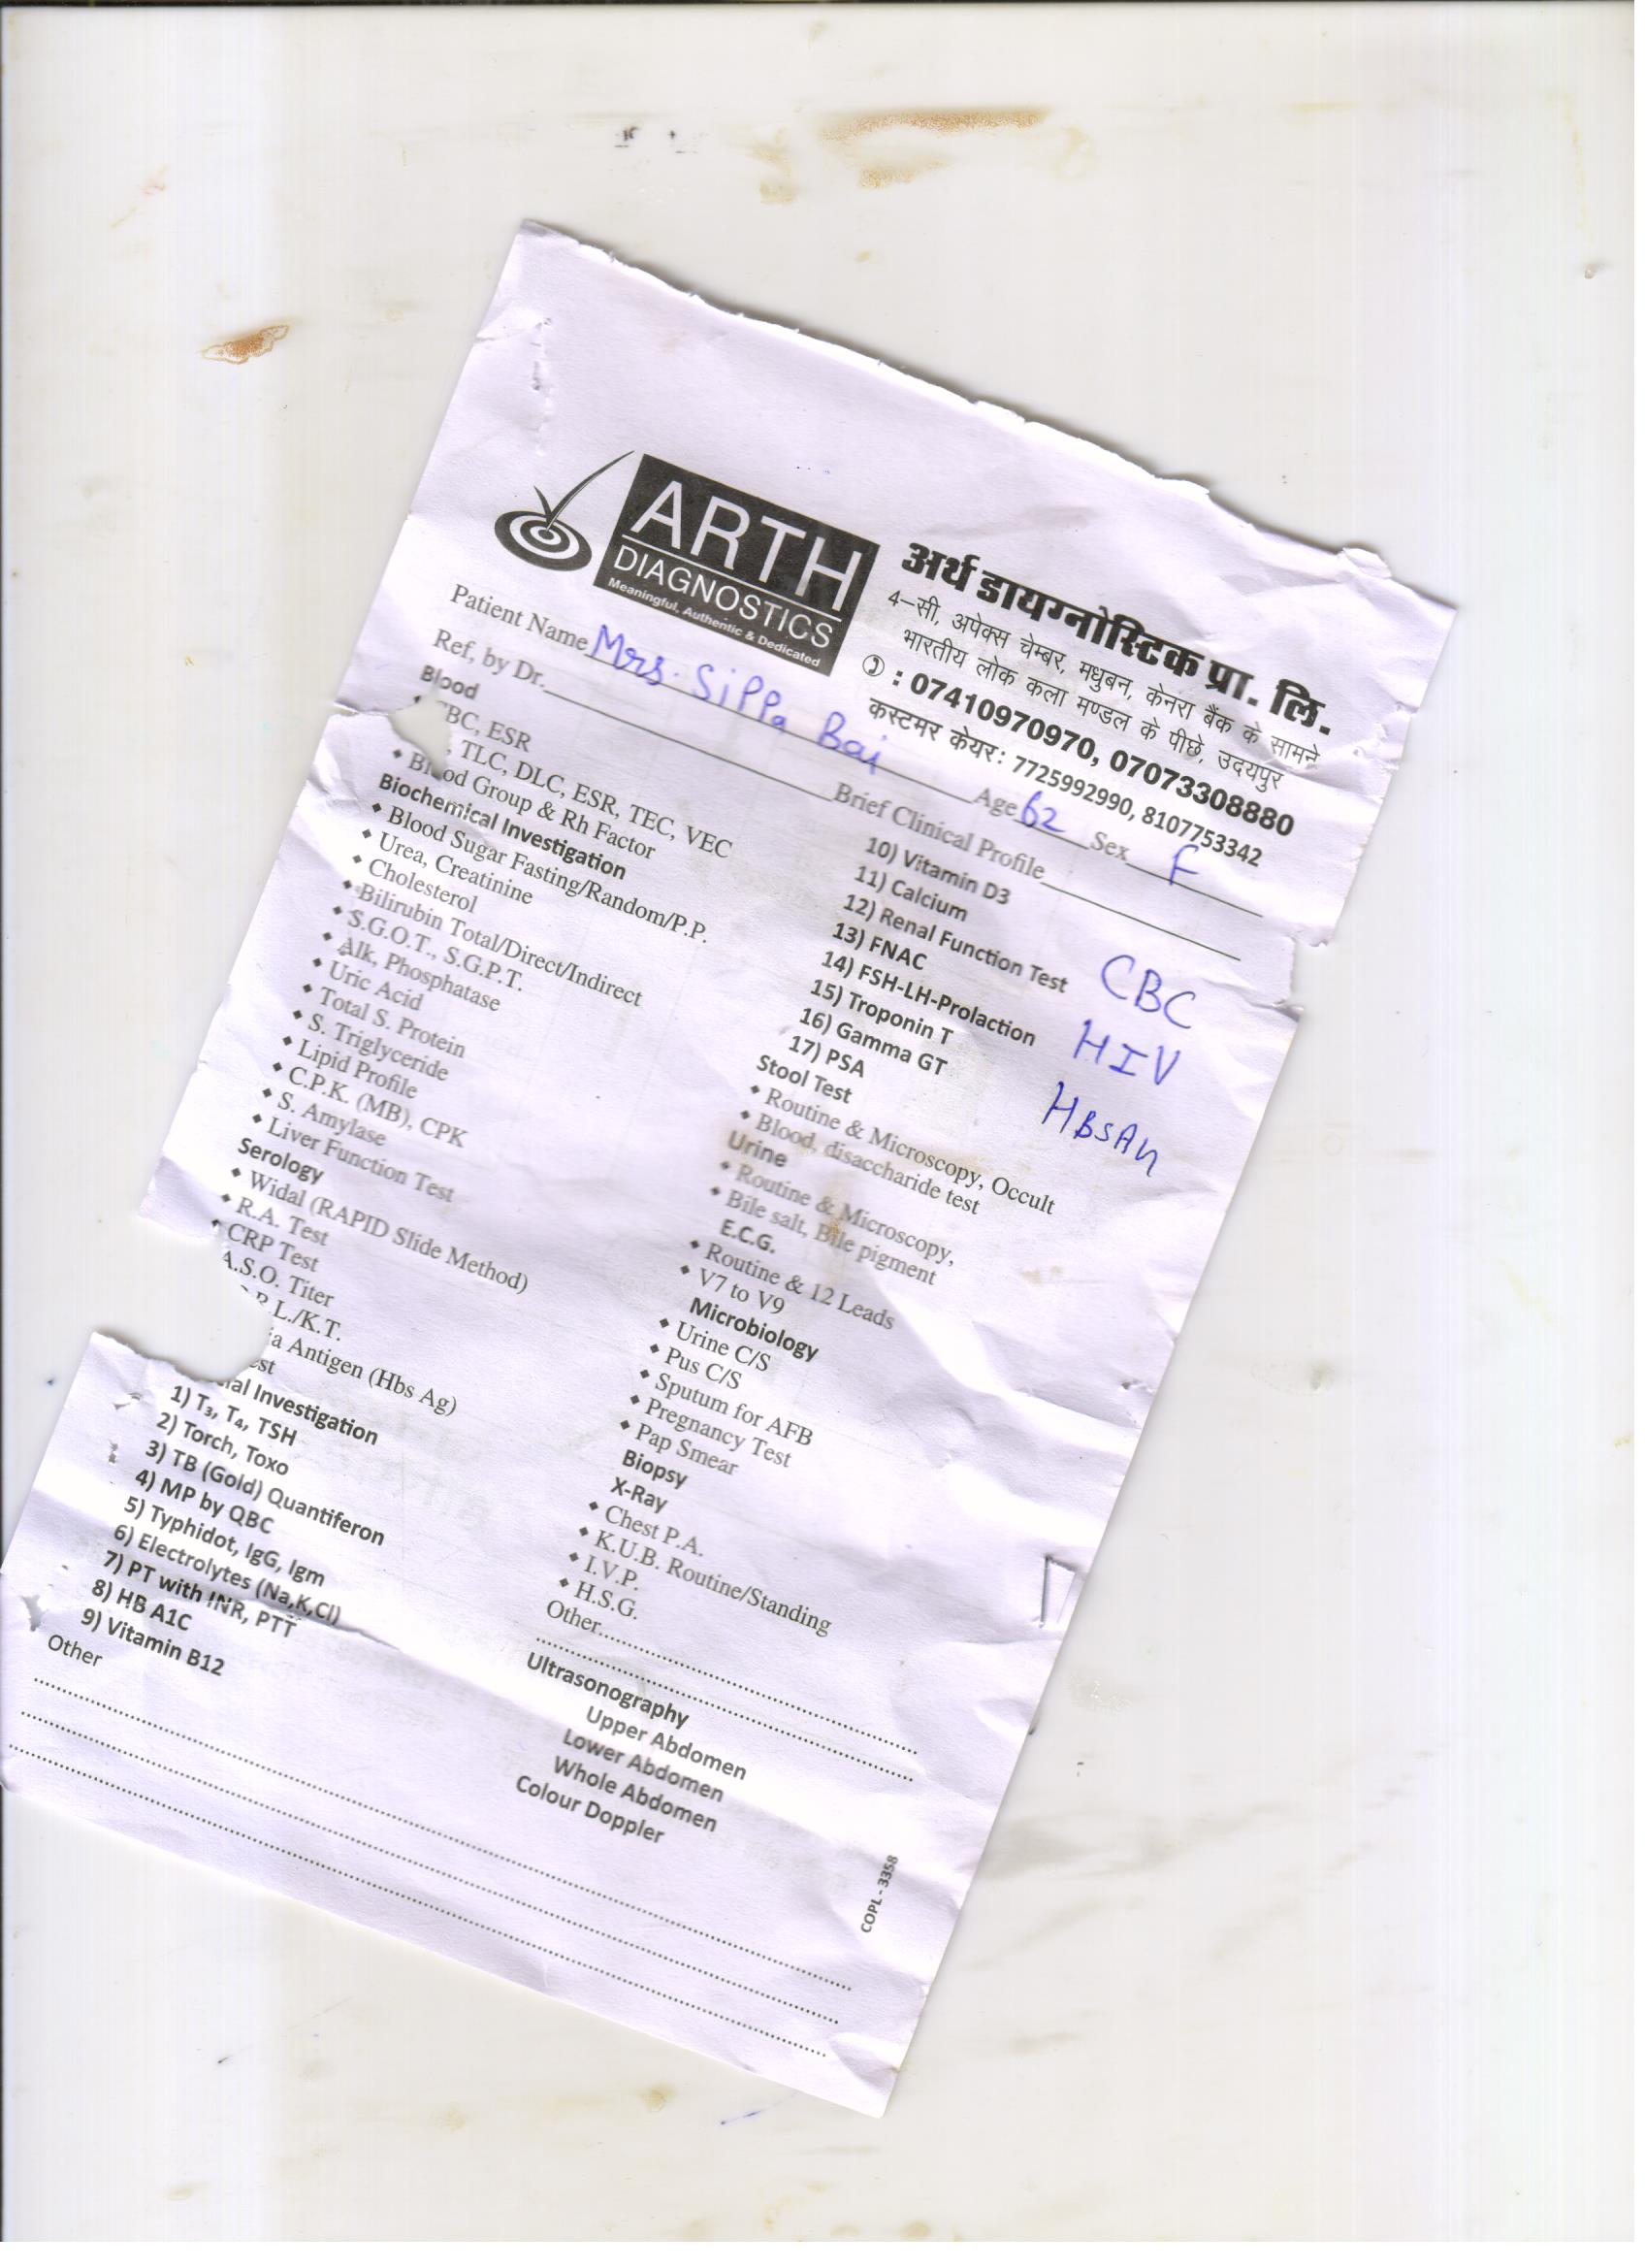 ARTH
DIAGNOSTICS
Meaningful, Authentic & Dedicated
अर्थ डायग्नोस्टिक प्रा. लि.
4–सी, अपेक्स चेम्बर, मधुबन, केनरा बैंक के सामने
भारतीय लोक कला मण्डल के पीछे, उदयपुर
: 07410970970, 07073308880
कस्टमर केयर: 7725992990, 8107753342
Patient Name Mrs. Sippa Bai Age 62 Sex F
Ref, by Dr. Brief Clinical Profile
Blood
BC, ESR
, TLC, DLC, ESR, TEC, VEC
Blood Group & Rh Factor
Biochemical Investigation
Blood Sugar Fasting/Random/P.P.
Urea, Creatinine
Cholesterol
Bilirubin Total/Direct/Indirect
S.G.O.T., S.G.P.T.
Alk, Phosphatase
Uric Acid
Total S. Protein
S. Triglyceride
Lipid Profile
C.P.K. (MB), CPK
S. Amylase
Liver Function Test
Serology
Widal (RAPID Slide Method)
R.A. Test
CRP Test
A.S.O. Titer
.L./K.T.
ia Antigen (Hbs Ag)
est
ial Investigation
1) T₃, T₄, TSH
2) Torch, Toxo
3) TB (Gold) Quantiferon
4) MP by QBC
5) Typhidot, IgG, Igm
6) Electrolytes (Na,K,Cl)
7) PT with INR, PTT
8) HB A1C
9) Vitamin B12
Other
10) Vitamin D3
11) Calcium
12) Renal Function Test
13) FNAC
14) FSH-LH-Prolaction
15) Troponin T
16) Gamma GT
17) PSA
Stool Test
Routine & Microscopy, Occult
Blood, disaccharide test
Urine
Routine & Microscopy,
Bile salt, Bile pigment
E.C.G.
Routine & 12 Leads
V7 to V9
Microbiology
Urine C/S
Pus C/S
Sputum for AFB
Pregnancy Test
Pap Smear
Biopsy
X-Ray
Chest P.A.
K.U.B. Routine/Standing
I.V.P.
H.S.G.
Other
Ultrasonography
Upper Abdomen
Lower Abdomen
Whole Abdomen
Colour Doppler
CBC
HIV
HBSAg
COPL - 3358